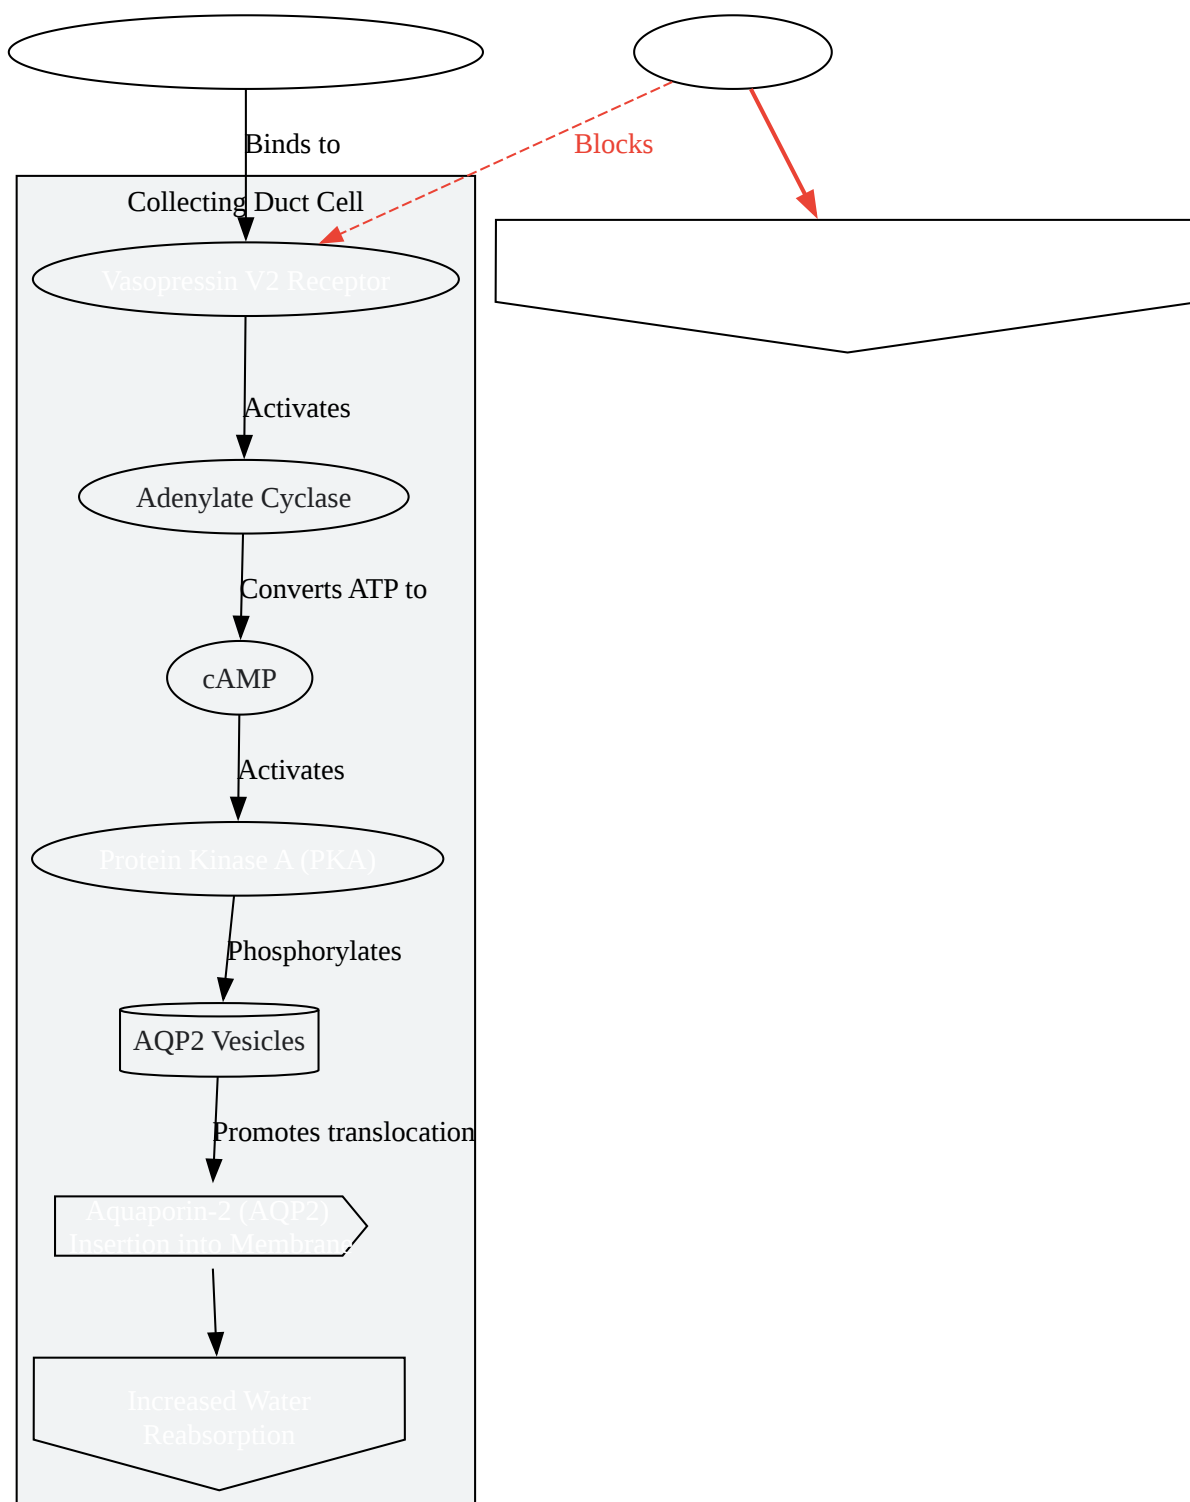 Binds to
Blocks
Collecting Duct Cell
Vasopressin V2 Receptor
Activates
Adenylate Cyclase
Converts ATP to
cAMP
Activates
Protein Kinase A (PKA)
Phosphorylates
AQP2 Vesicles
Promotes translocation
Aquaporin-2 (AQP2)
Insertion into Membrane
Increased Water
Reabsorption